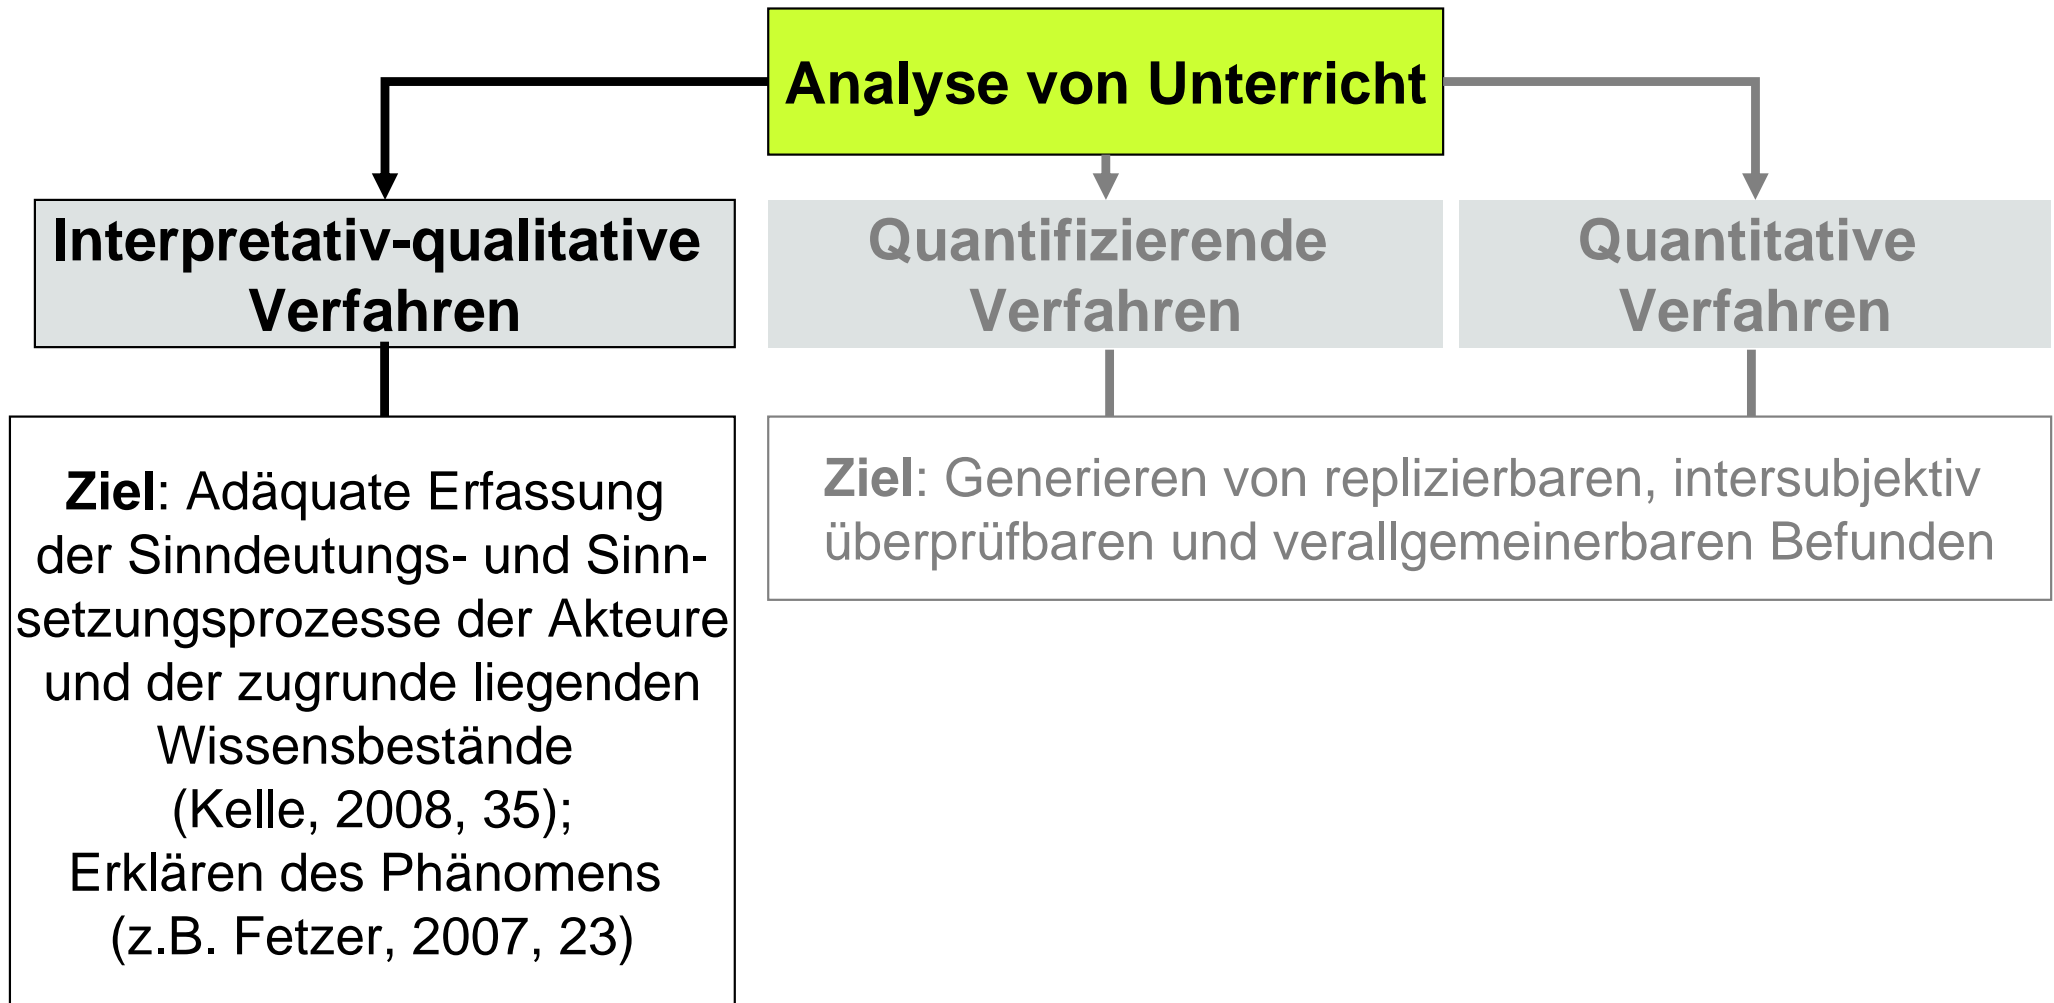 Analyse von Unterricht
Interpretativ-qualitative
Verfahren
Quantifizierende
Verfahren
Quantitative
Verfahren
Ziel: Adäquate Erfassung
der Sinndeutungs- und Sinn-
setzungsprozesse der Akteure
und der zugrunde liegenden
Wissensbestände
(Kelle, 2008, 35);
Erklären des Phänomens
(z.B. Fetzer, 2007, 23)
Ziel: Generieren von replizierbaren, intersubjektiv
überprüfbaren und verallgemeinerbaren Befunden